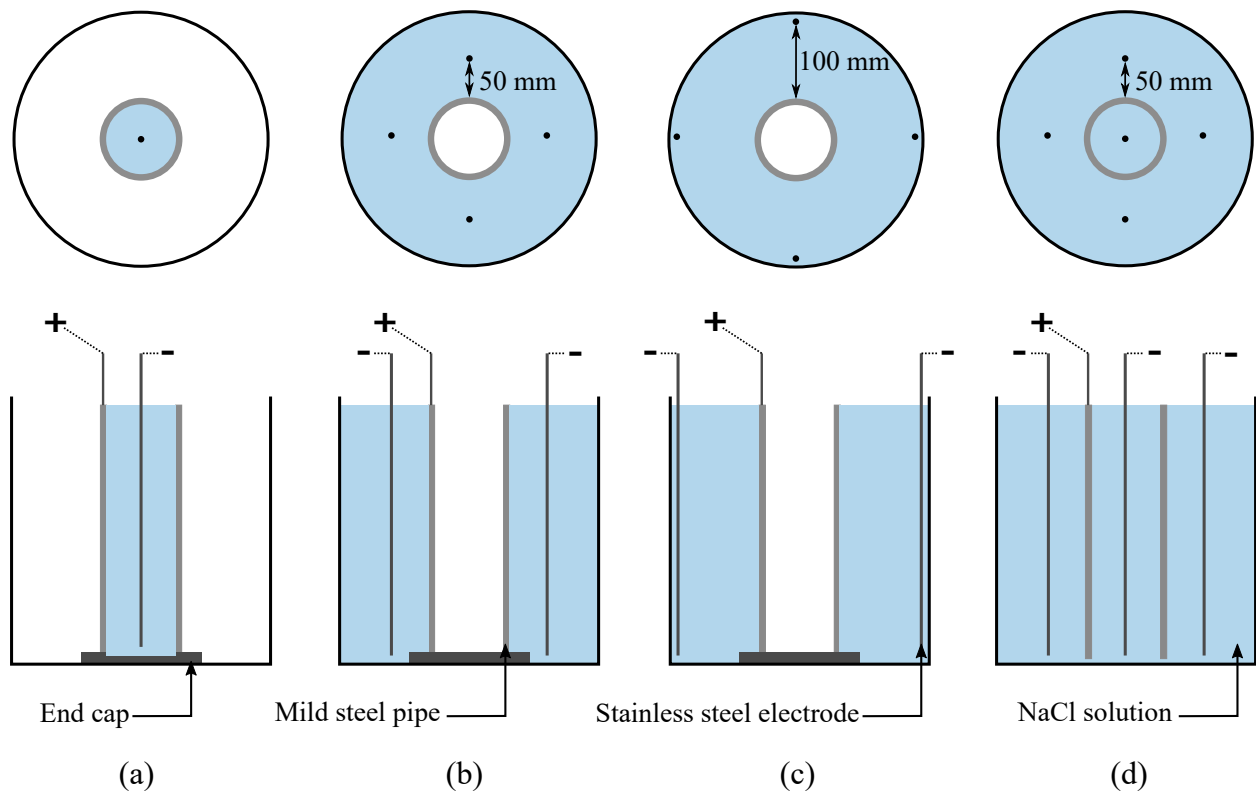 50 mm
100 mm
50 mm
+
-
- +
-
- +
-
- +
-
-
End cap
Mild steel pipe
Stainless steel electrode
NaCl solution
(a)
(b)
(c)
(d)